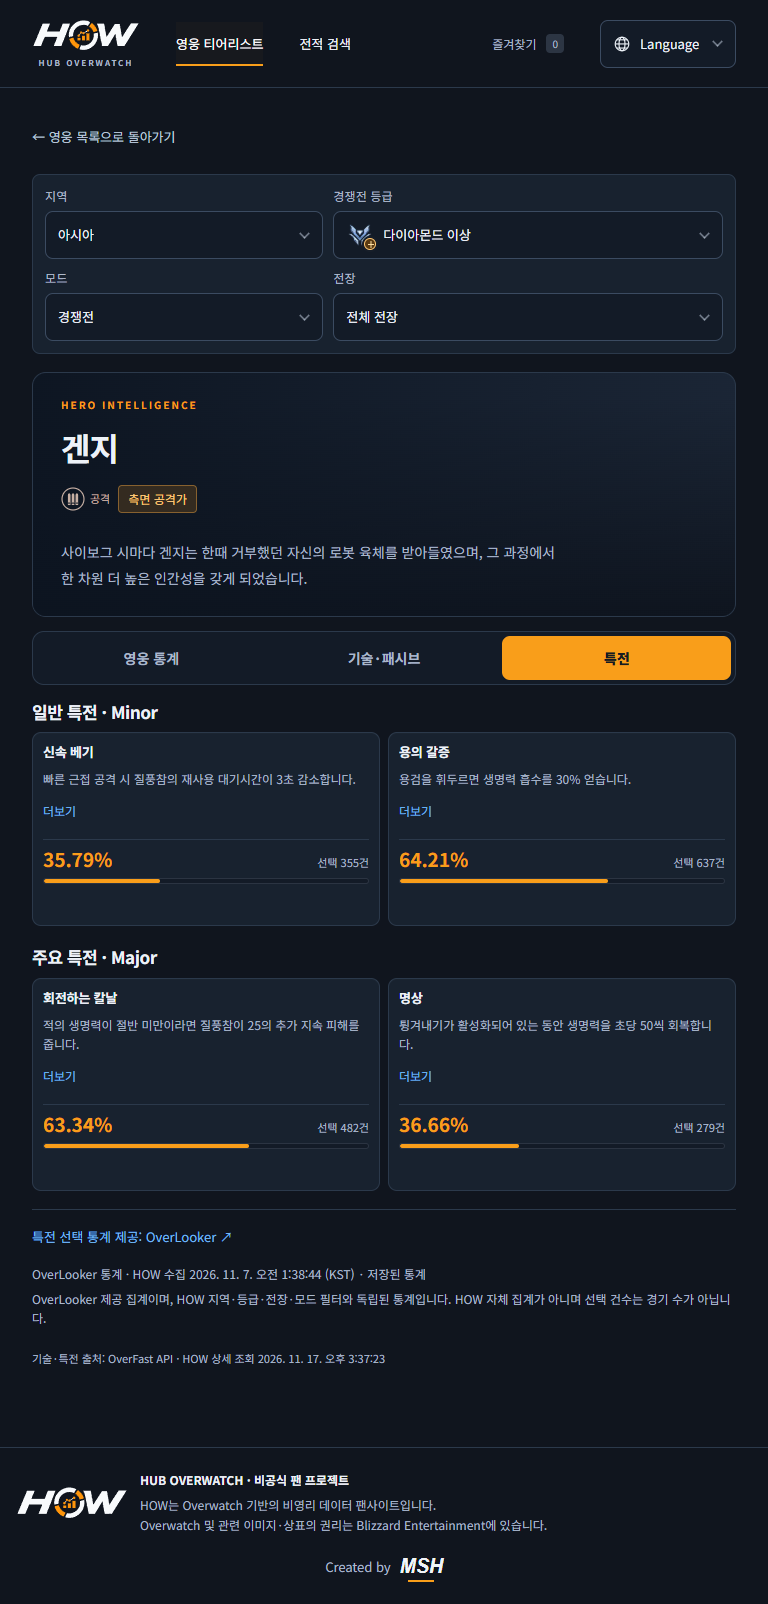 HOW
HUB OVERWATCH
영웅 티어리스트
전적 검색
즐겨찾기 0
Language
← 영웅 목록으로 돌아가기
지역
경쟁전 등급
아시아
다이아몬드 이상
모드
전장
경쟁전
전체 전장
HERO INTELLIGENCE
겐지
공격
측면 공격가
사이보그 시마다 겐지는 한때 거부했던 자신의 로봇 육체를 받아들였으며, 그 과정에서
한 차원 더 높은 인간성을 갖게 되었습니다.
영웅 통계
기술·패시브
특전
일반 특전 · Minor
신속 베기
빠른 근접 공격 시 질풍참의 재사용 대기시간이 3초 감소합니다.
더보기
35.79%
선택 355건
용의 갈증
용검을 휘두르면 생명력 흡수를 30% 얻습니다.
더보기
64.21%
선택 637건
주요 특전 · Major
회전하는 칼날
적의 생명력이 절반 미만이라면 질풍참이 25의 추가 지속 피해를
줍니다.
더보기
63.34%
선택 482건
명상
튕겨내기가 활성화되어 있는 동안 생명력을 초당 50씩 회복합니
다.
더보기
36.66%
선택 279건
특전 선택 통계 제공: OverLooker ↗
OverLooker 통계 · HOW 수집 2026. 11. 7. 오전 1:38:44 (KST) · 저장된 통계
OverLooker 제공 집계이며, HOW 지역·등급·전장·모드 필터와 독립된 통계입니다. HOW 자체 집계가 아니며 선택 건수는 경기 수가 아닙니
다.
기술·특전 출처: OverFast API · HOW 상세 조회 2026. 11. 17. 오후 3:37:23
HOW
HUB OVERWATCH · 비공식 팬 프로젝트
HOW는 Overwatch 기반의 비영리 데이터 팬사이트입니다.
Overwatch 및 관련 이미지·상표의 권리는 Blizzard Entertainment에 있습니다.
Created by MSH